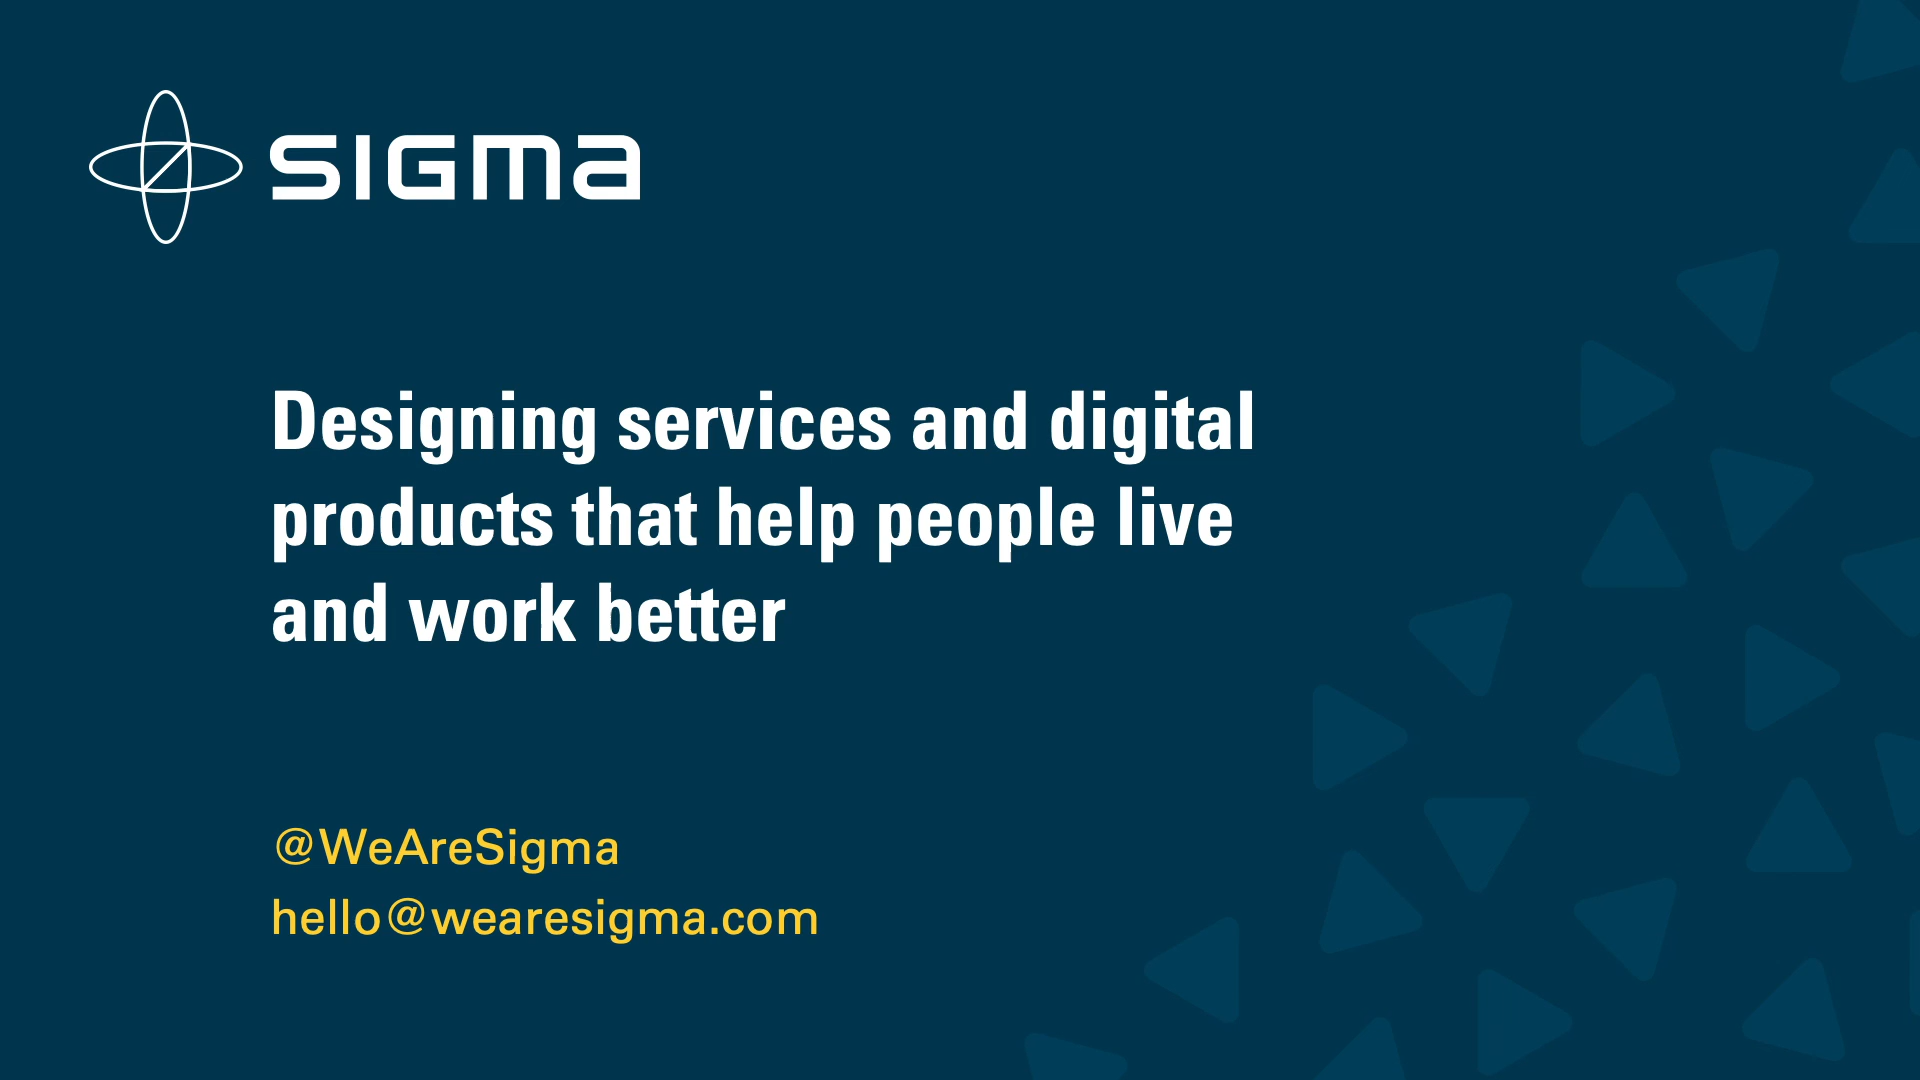 SIGMA
Designing services and digital
products that help people live
and work better
@WeAreSigma
hello@wearesigma.com